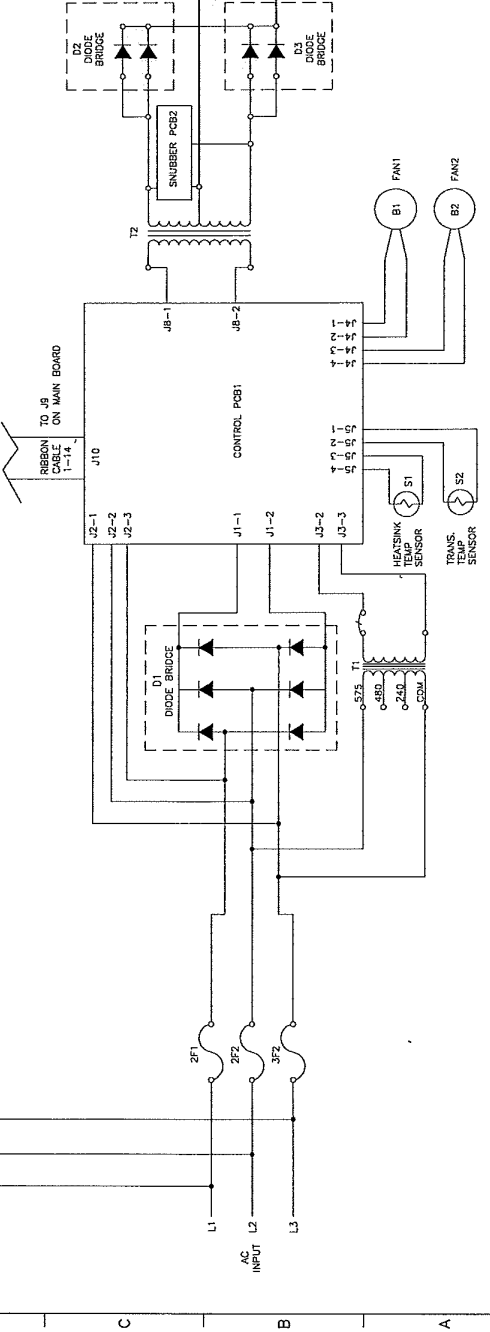 D2
DIODE
BRIDGE
D3
DIODE
BRIDGE
SNUBBER PCB2
T2
FAN1
B1
FAN2
B2
J8-1
J8-2
RIBBON
CABLE
1-14
TO J9
ON MAIN BOARD
J10
CONTROL PCB1
J4-1
J4-2
J4-3
J4-4
J5-1
J5-2
J5-3
J5-4
J2-1
J2-2
J2-3
J1-1
J1-2
J3-2
J3-3
S1
HEATSINK
TEMP
SENSOR
S2
TRANS.
TEMP
SENSOR
D1
DIODE BRIDGE
T1
575
480
240
COM
2F1
2F2
3F2
L1
L2
L3
AC
INPUT
C
B
A